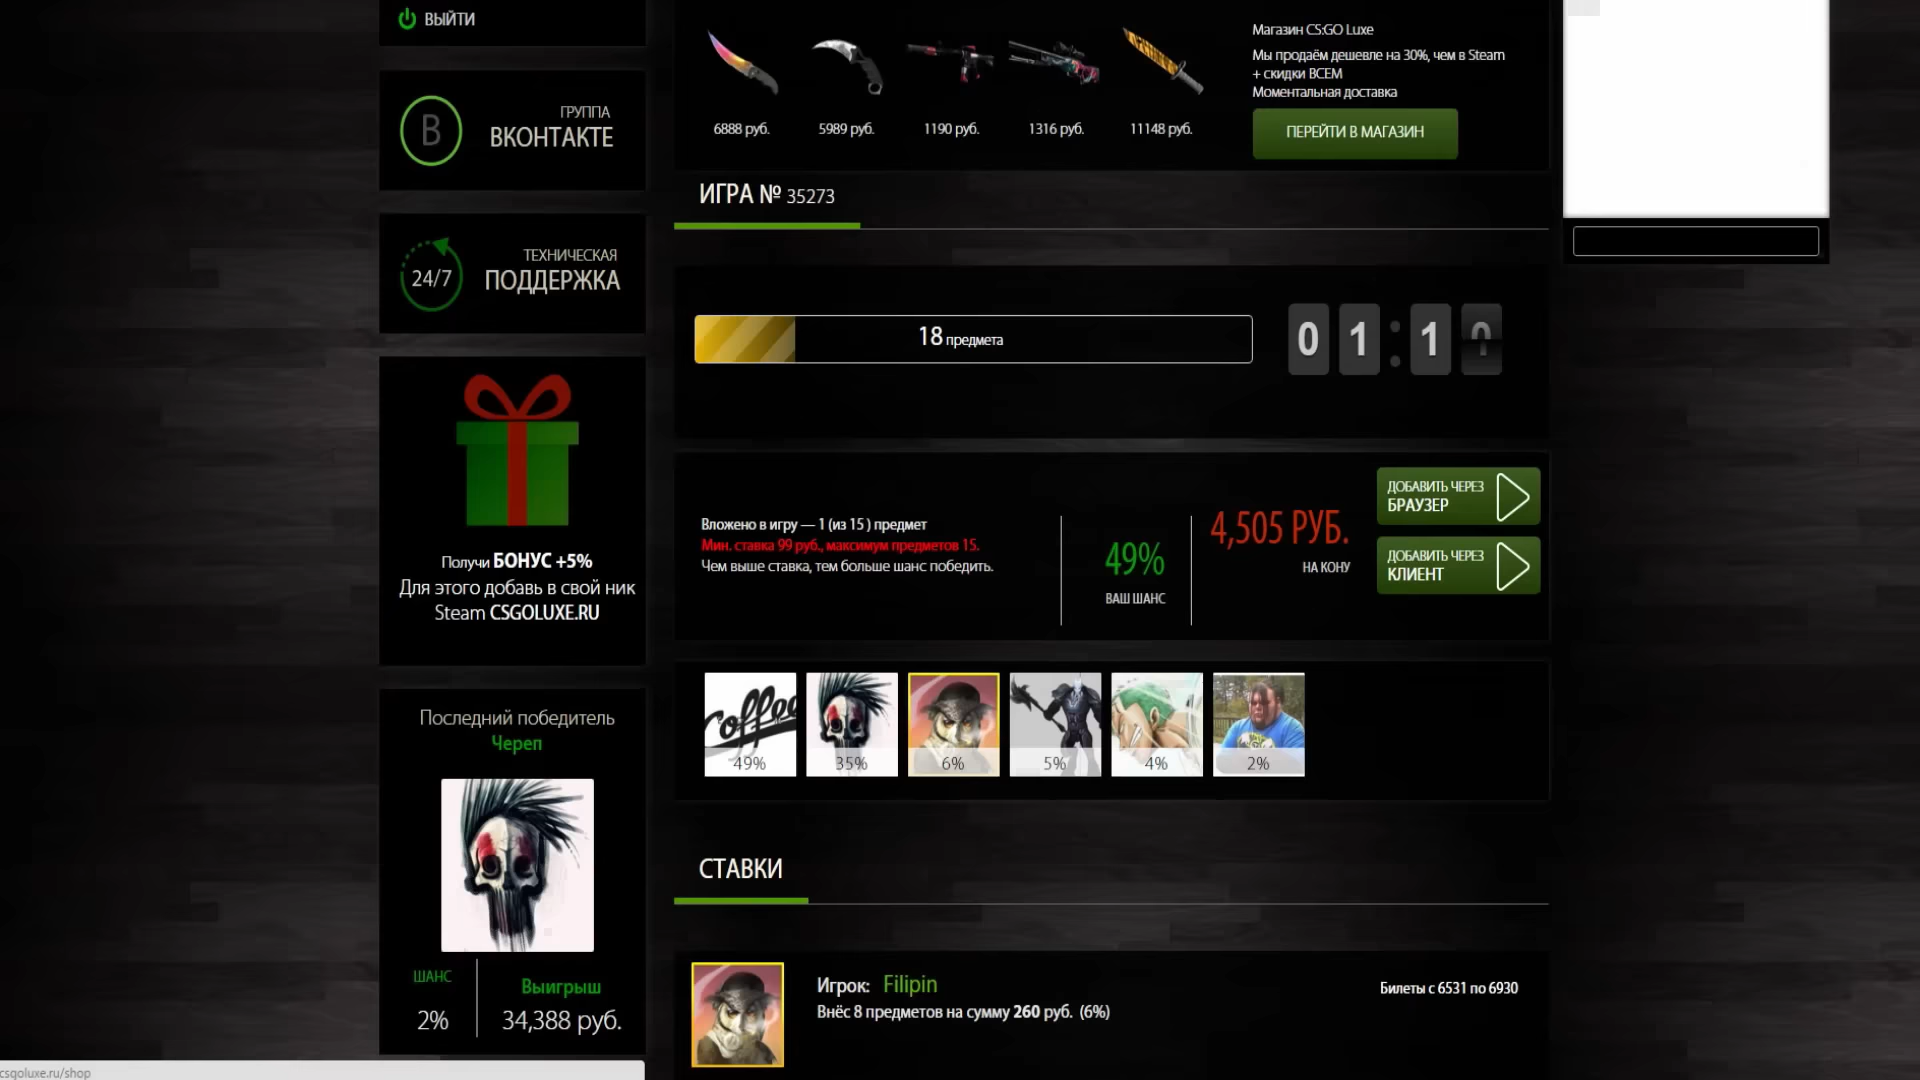 ВЫЙТИ
ГРУППА
ВКОНТАКТЕ
B
24/7
ТЕХНИЧЕСКАЯ
ПОДДЕРЖКА
Получи БОНУС +5%
Для этого добавь в свой ник
Steam CSGOLUXE.RU
Последний победитель
Череп
ШАНС
2%
Выигрыш
34,388 руб.
csgoluxe.ru/shop
6888 руб.
5989 руб.
1190 руб.
1316 руб.
11148 руб.
Магазин CS:GO Luxe
Мы продаём дешевле на 30%, чем в Steam
+ скидки ВСЕМ
Моментальная доставка
ПЕРЕЙТИ В МАГАЗИН
ИГРА № 35273
18 предмета
01:1
Вложено в игру — 1 (из 15 ) предмет
Мин. ставка 99 руб., максимум предметов 15.
Чем выше ставка, тем больше шанс победить.
49%
ВАШ ШАНС
4,505 РУБ.
НА КОНУ
ДОБАВИТЬ ЧЕРЕЗ
БРАУЗЕР
ДОБАВИТЬ ЧЕРЕЗ
КЛИЕНТ
coffee
49%
35%
6%
5%
4%
2%
СТАВКИ
Игрок: Filipin
Внёс 8 предметов на сумму 260 руб. (6%)
Билеты с 6531 по 6930